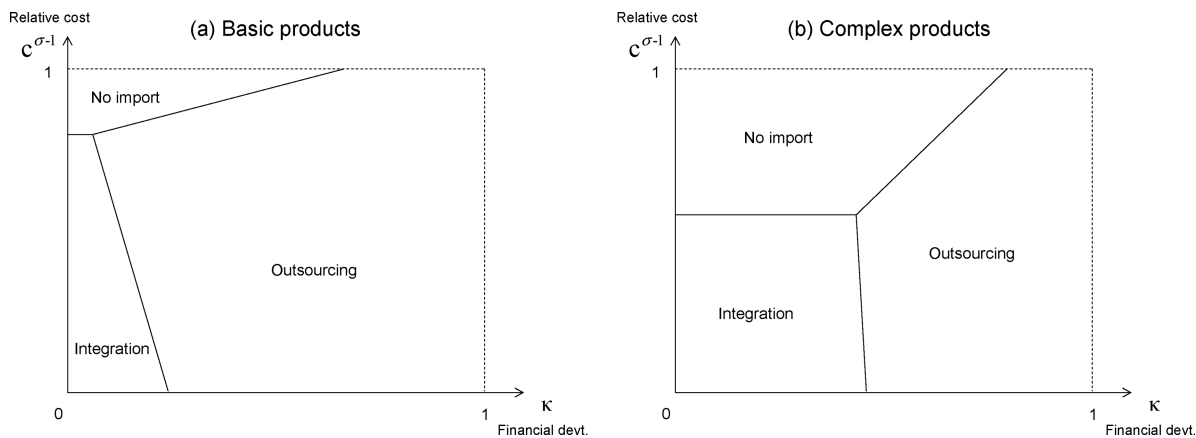 Relative cost
(a) Basic products
c^{σ-1}
1
No import
Outsourcing
Integration
0
1
κ
Financial devt.
Relative cost
(b) Complex products
c^{σ-1}
1
No import
Outsourcing
Integration
0
1
κ
Financial devt.